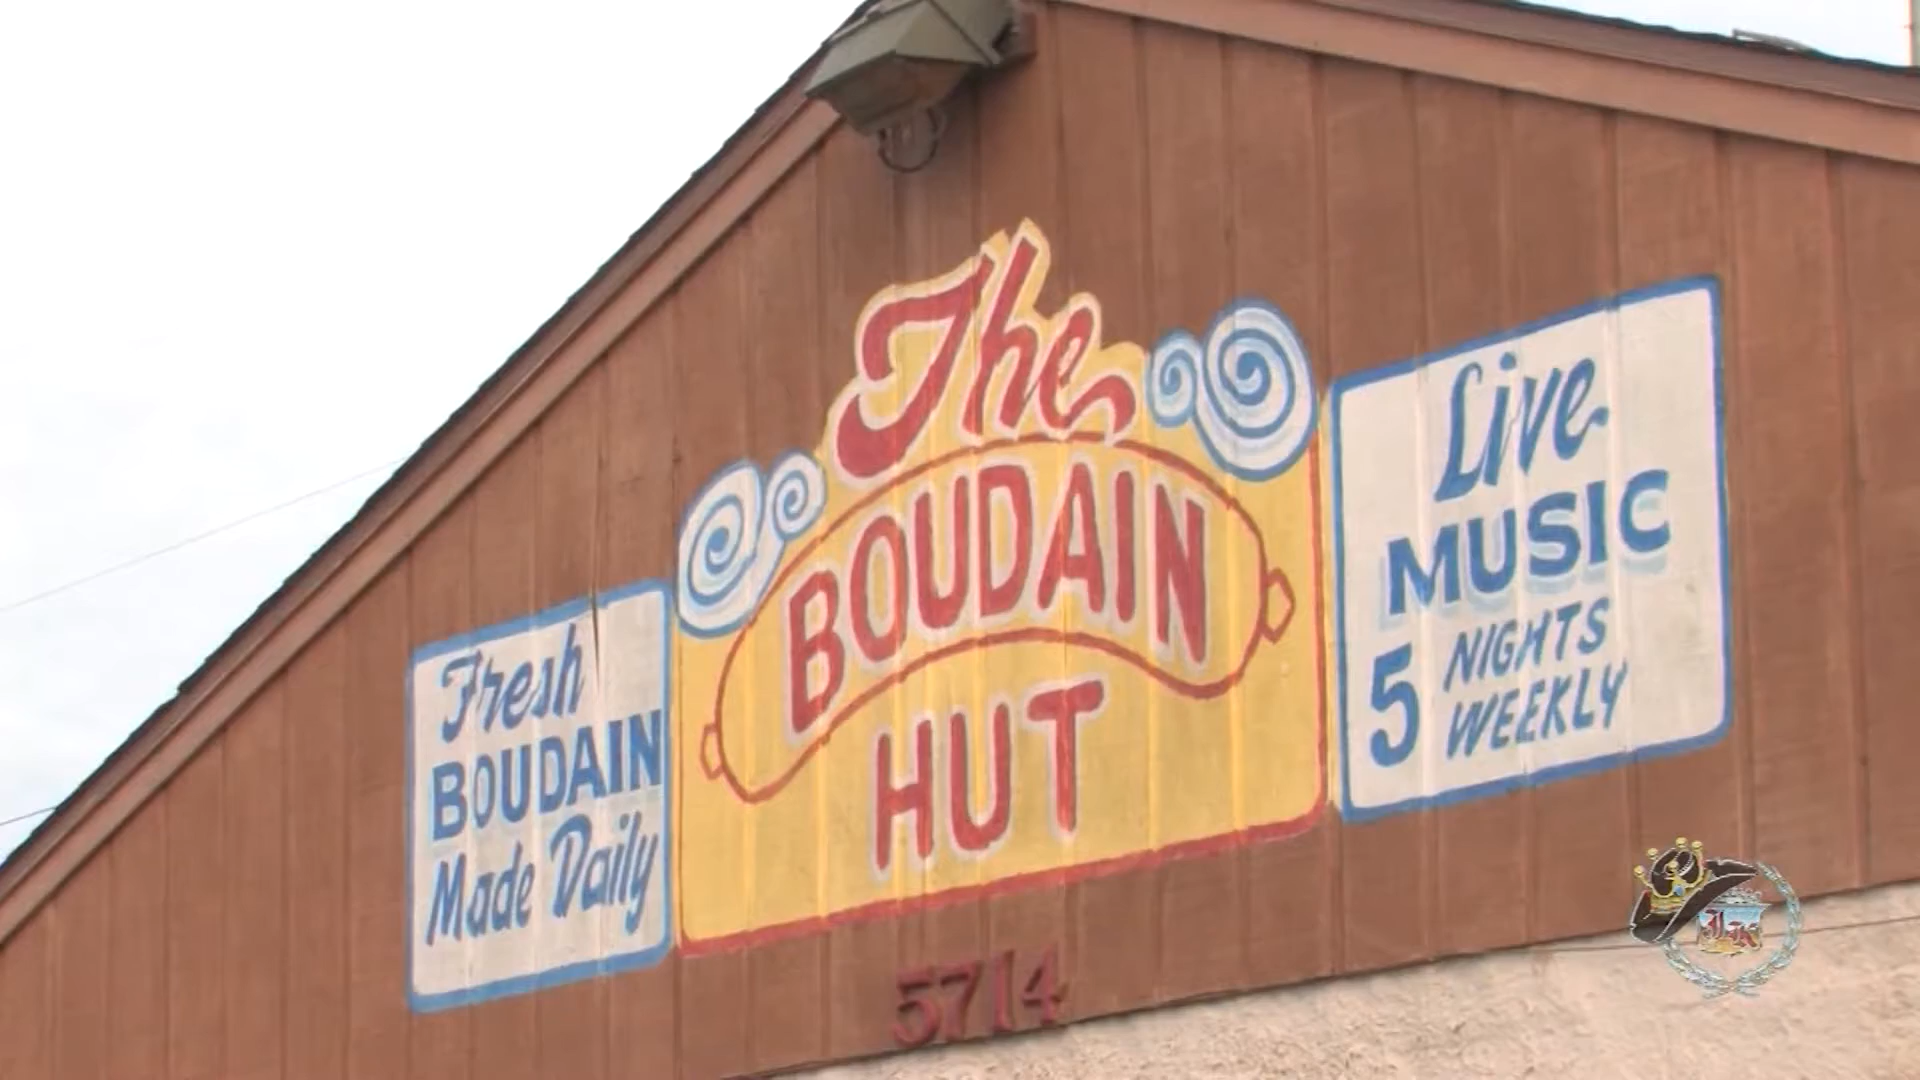 The
BOUDAIN
HUT
Fresh
BOUDAIN
Made Daily
Live
MUSIC
5 NIGHTS
WEEKLY
5714